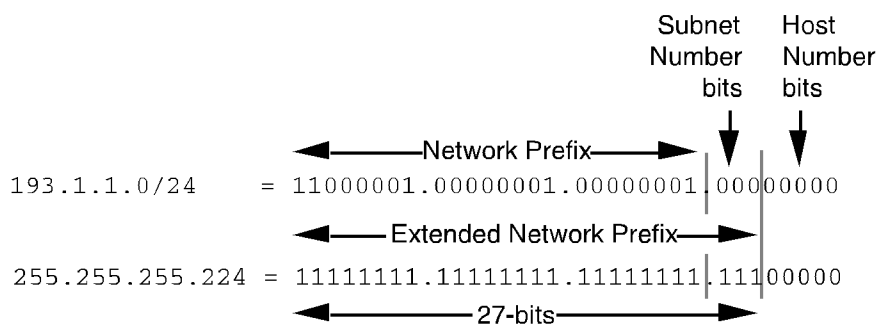 Subnet Number bits
Host Number bits
Network Prefix
193.1.1.0/24 = 11000001.00000001.00000001.00000000
Extended Network Prefix
255.255.255.224 = 11111111.11111111.11111111.11100000
27-bits